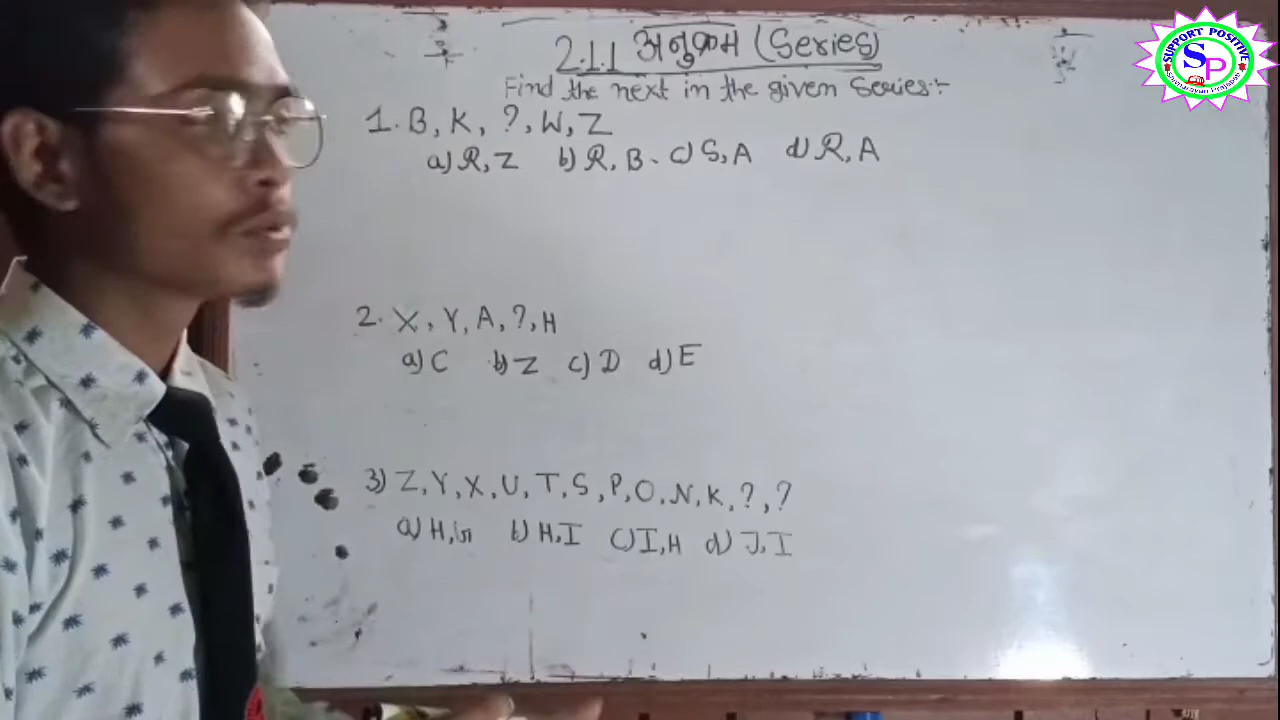 2.1.1 अनुक्रम (Series)
Find the next in the given Series:-
1. B, K, ?, W, Z
a) R, Z b) R, B. c) S, A d) R, A
2. X, Y, A, ?, H
a) C b) Z c) D d) E
3) Z, Y, X, U, T, S, P, O, N, K, ?, ?
a) H, G b) H, I c) I, H d) J, I
SUPPORT POSITIVE
SP